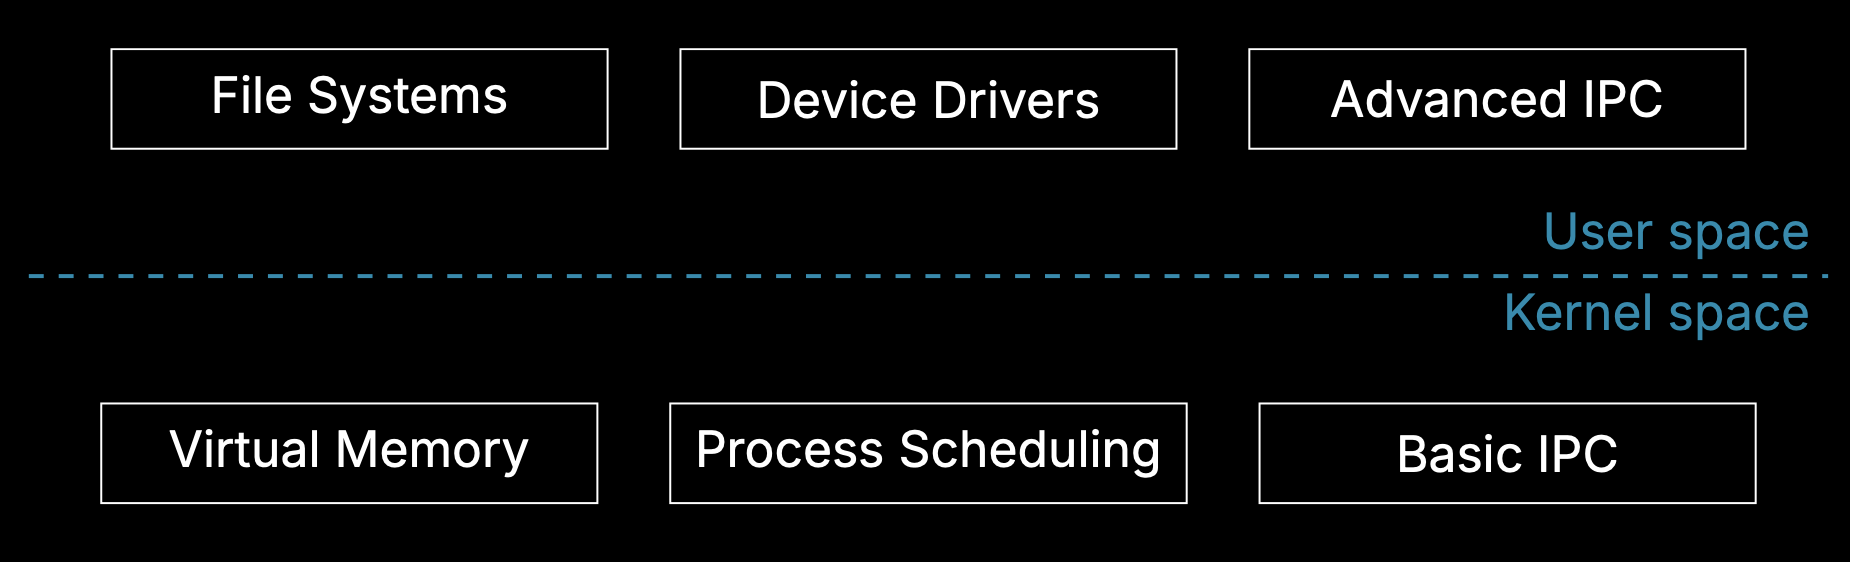 File Systems
Device Drivers
Advanced IPC
User space
Kernel space
Virtual Memory
Process Scheduling
Basic IPC